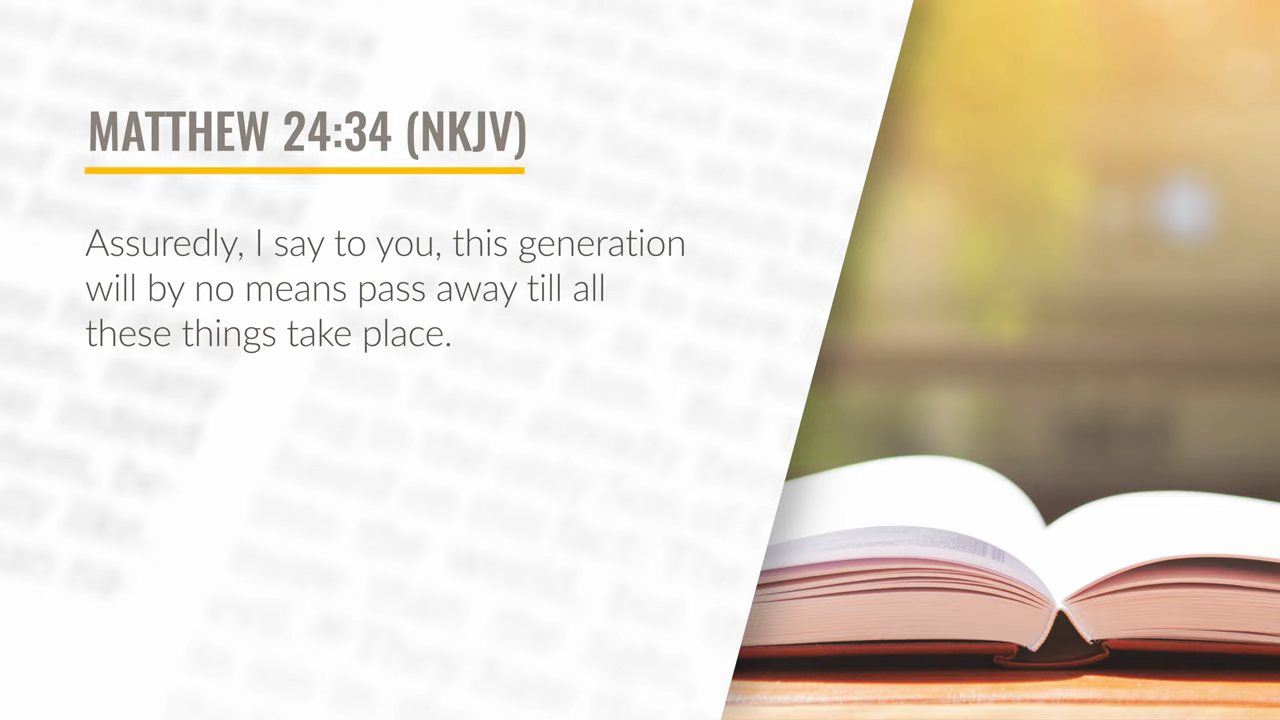 MATTHEW 24:34 (NKJV)
Assuredly, I say to you, this generation
will by no means pass away till all
these things take place.